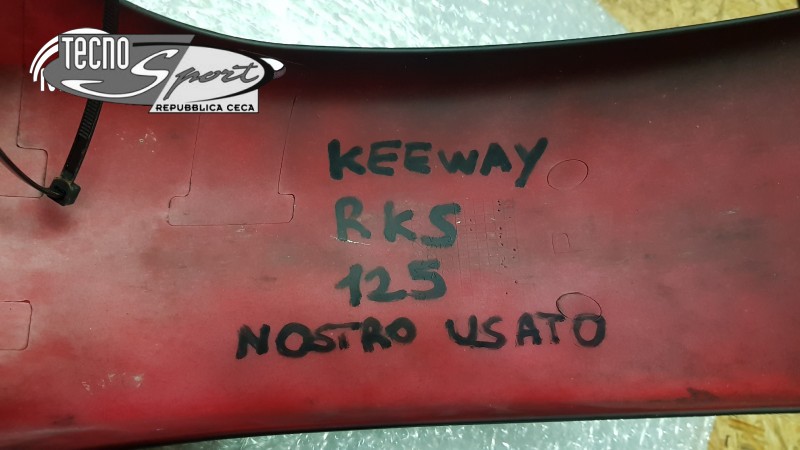 TECNO
Sport
REPUBBLICA CECA
KEEWAY
RKS
125
NOSTRO USATO